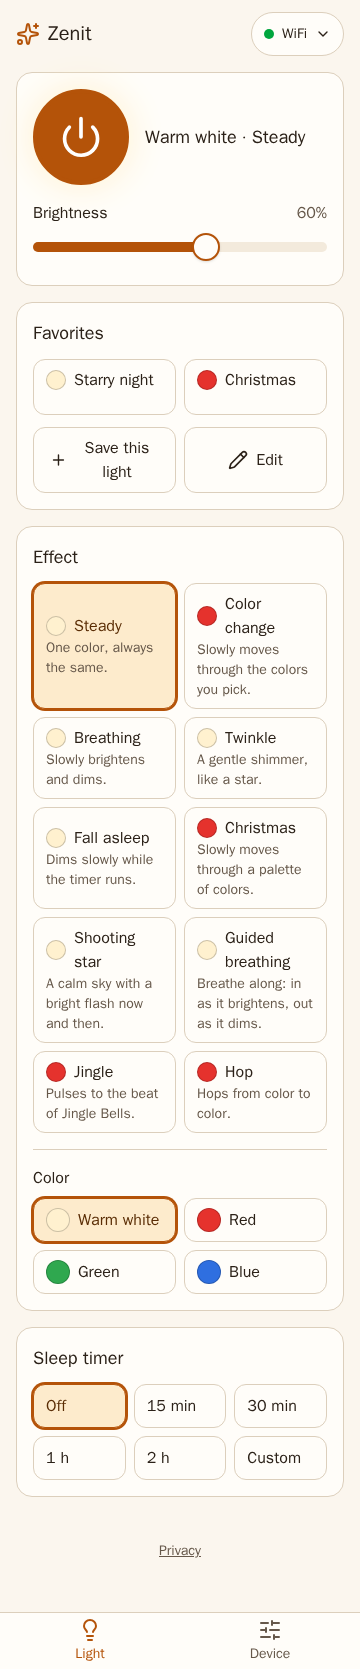 Zenit
WiFi
Warm white · Steady
Brightness
60%
Favorites
Starry night
Christmas
Save this
light
Edit
Effect
Steady
One color, always
the same.
Color
change
Slowly moves
through the colors
you pick.
Breathing
Slowly brightens
and dims.
Twinkle
A gentle shimmer,
like a star.
Fall asleep
Dims slowly while
the timer runs.
Christmas
Slowly moves
through a palette
of colors.
Shooting
star
A calm sky with a
bright flash now
and then.
Guided
breathing
Breathe along: in
as it brightens, out
as it dims.
Jingle
Pulses to the beat
of Jingle Bells.
Hop
Hops from color to
color.
Color
Warm white
Red
Green
Blue
Sleep timer
Off
15 min
30 min
1 h
2 h
Custom
Privacy
Light
Device